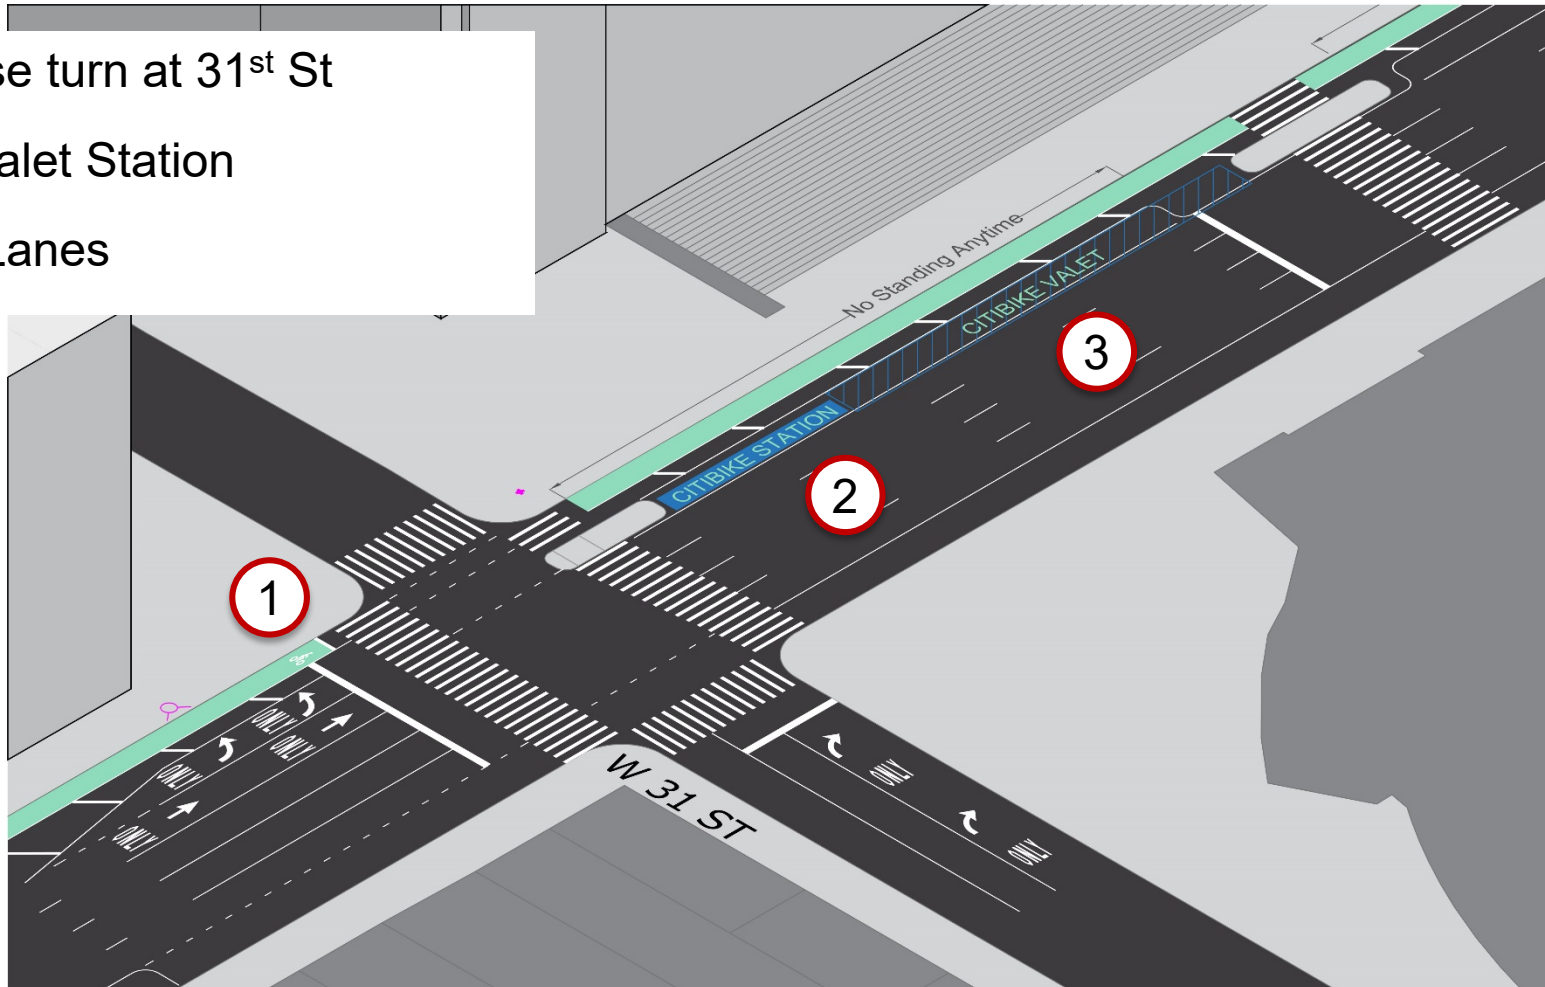 se turn at 31st St
alet Station
Lanes
No Standing Anytime
CITIBIKE VALET
3
CITIBIKE STATION
2
1
ONLY
ONLY
ONLY
ONLY
W 31 ST
ONLY
ONLY